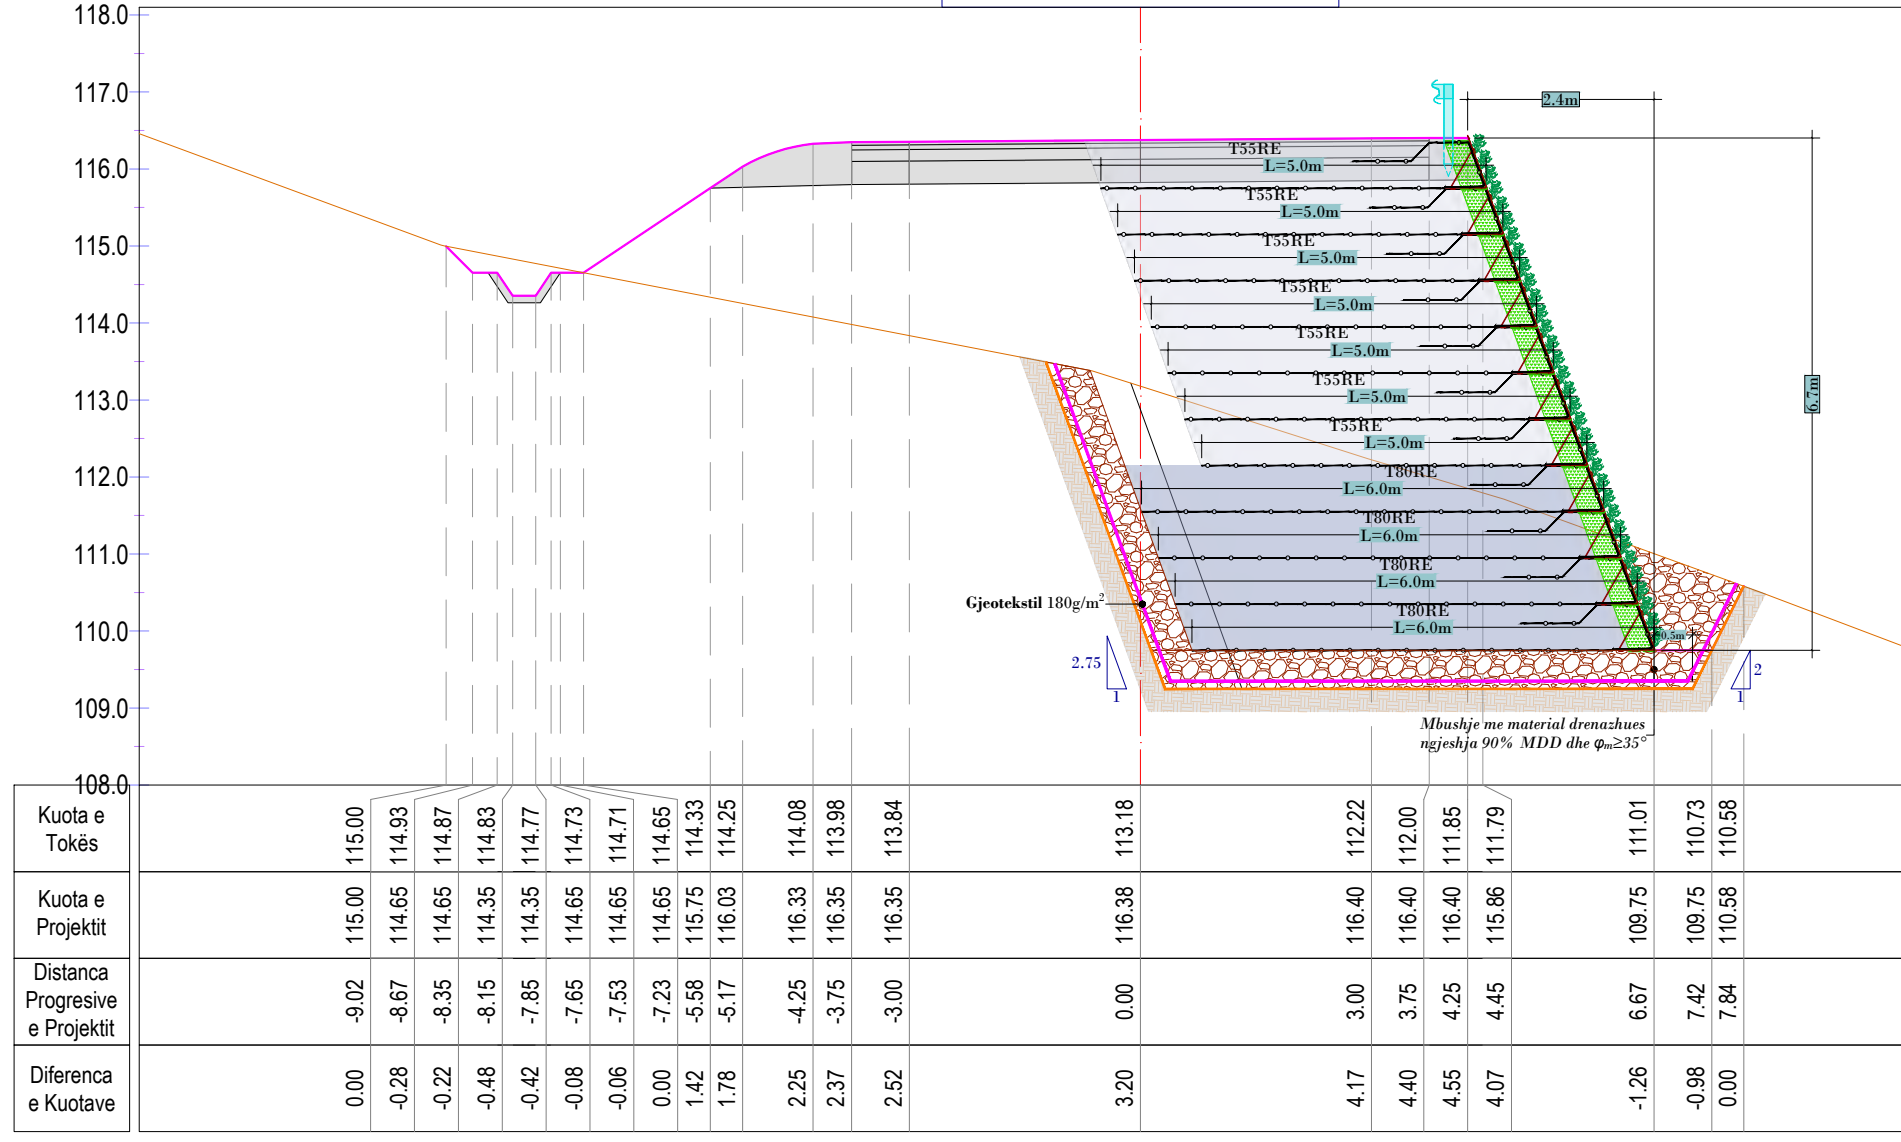 118.0
117.0
116.0
115.0
114.0
113.0
112.0
111.0
110.0
109.0
108.0
2.4m
6.7m
T55RE
L=5.0m
T55RE
L=5.0m
T55RE
L=5.0m
T55RE
L=5.0m
T55RE
L=5.0m
T55RE
L=5.0m
T55RE
L=5.0m
T80RE
L=6.0m
T80RE
L=6.0m
T80RE
L=6.0m
T80RE
L=6.0m
Gjeotekstil 180g/m²
0.5m
2.75
1
2
1
Mbushje me material drenazhues
ngjeshja 90% MDD dhe φm≥35°
Kuota e
Tokës
115.00 114.93 114.87 114.83 114.77 114.73 114.71 114.65 114.33 114.25 114.08 113.98 113.84 113.18 112.22 112.00 111.85 111.79 111.01 110.73 110.58
Kuota e
Projektit
115.00 114.65 114.65 114.35 114.35 114.65 114.65 114.65 115.75 116.03 116.33 116.35 116.35 116.38 116.40 116.40 116.40 115.86 109.75 109.75 110.58
Distanca
Progresive
e Projektit
-9.02 -8.67 -8.35 -8.15 -7.85 -7.65 -7.53 -7.23 -5.58 -5.17 -4.25 -3.75 -3.00 0.00 3.00 3.75 4.25 4.45 6.67 7.42 7.84
Diferenca
e Kuotave
0.00 -0.28 -0.22 -0.48 -0.42 -0.08 -0.06 0.00 1.42 1.78 2.25 2.37 2.52 3.20 4.17 4.40 4.55 4.07 -1.26 -0.98 0.00